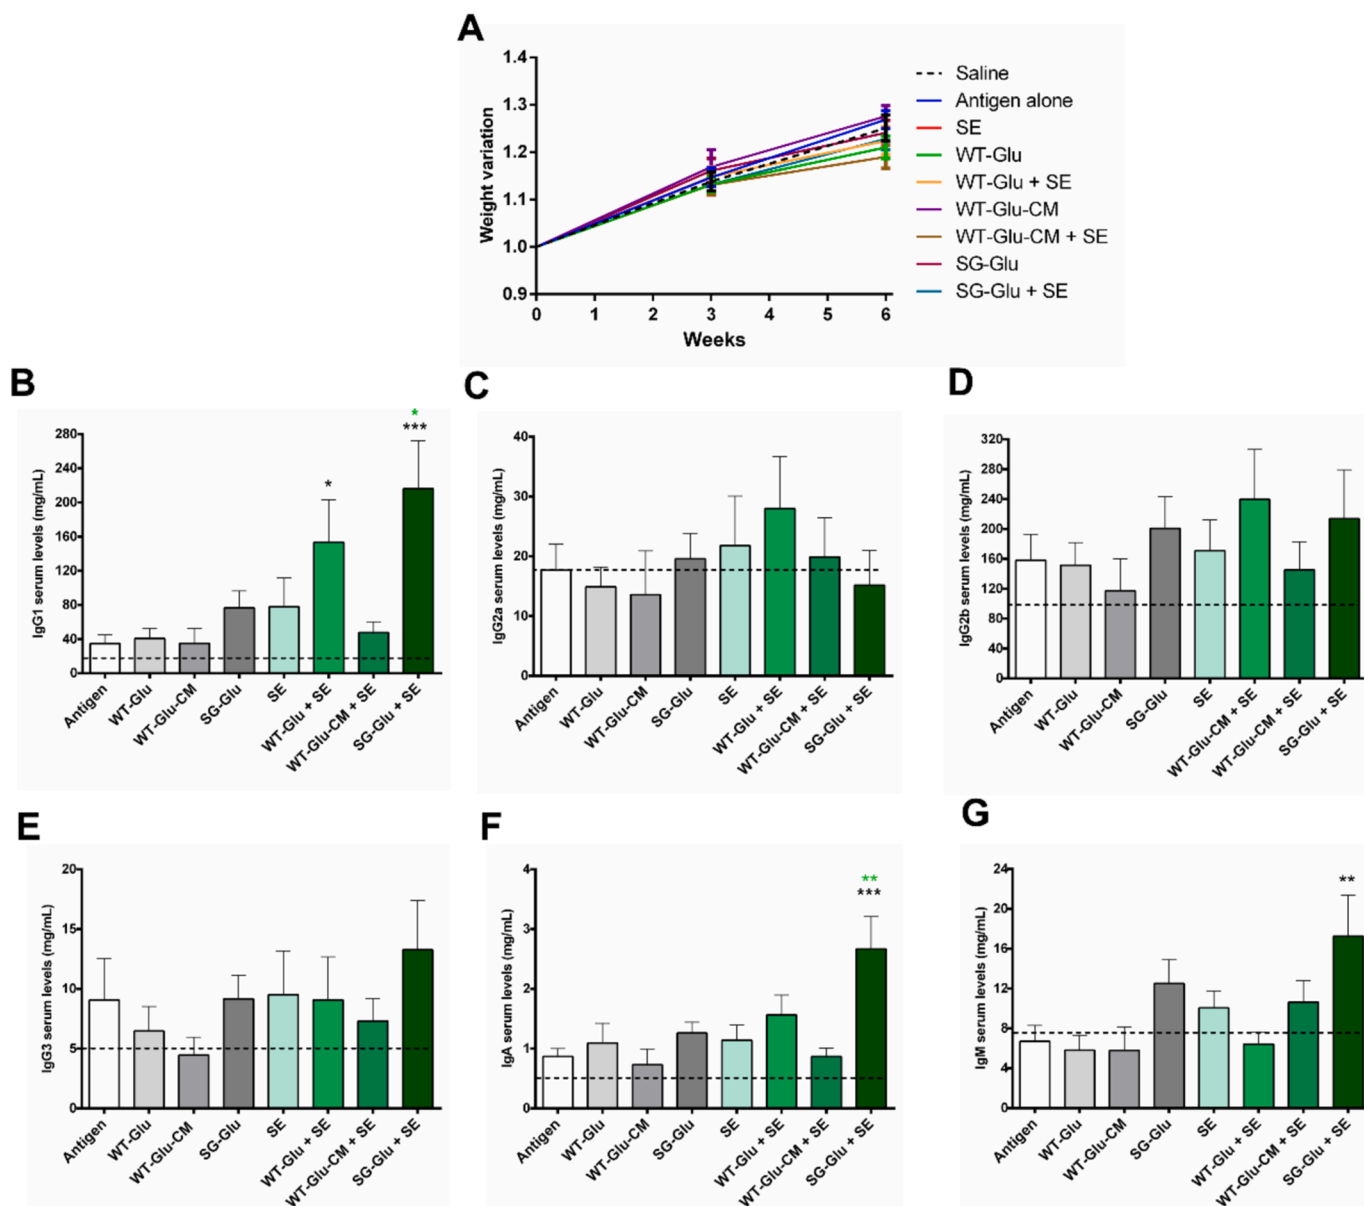 A
Weight variation
1.4
1.3
1.2
1.1
1.0
0.9
0 1 2 3 4 5 6
Weeks
Saline
Antigen alone
SE
WT-Glu
WT-Glu + SE
WT-Glu-CM
WT-Glu-CM + SE
SG-Glu
SG-Glu + SE
B
IgG1 serum levels (mg/mL)
280
240
200
160
120
80
40
0
*
*
***
Antigen
WT-Glu
WT-Glu-CM
SG-Glu
SE
WT-Glu + SE
WT-Glu-CM + SE
SG-Glu + SE
C
IgG2a serum levels (mg/mL)
40
30
20
10
0
Antigen
WT-Glu
WT-Glu-CM
SG-Glu
SE
WT-Glu + SE
WT-Glu-CM + SE
SG-Glu + SE
D
IgG2b serum levels (mg/mL)
320
280
240
200
160
120
80
40
0
Antigen
WT-Glu
WT-Glu-CM
SG-Glu
SE
WT-Glu-CM + SE
WT-Glu-CM + SE
SG-Glu + SE
E
IgG3 serum levels (mg/mL)
20
15
10
5
0
Antigen
WT-Glu
WT-Glu-CM
SG-Glu
SE
WT-Glu + SE
WT-Glu-CM + SE
SG-Glu + SE
F
IgA serum levels (mg/mL)
4
3
2
1
0
**
***
Antigen
WT-Glu
WT-Glu-CM
SG-Glu
SE
WT-Glu + SE
WT-Glu-CM + SE
SG-Glu + SE
G
IgM serum levels (mg/mL)
24
20
16
12
8
4
0
**
Antigen
WT-Glu
WT-Glu-CM
SG-Glu
SE
WT-Glu + SE
WT-Glu-CM + SE
SG-Glu + SE